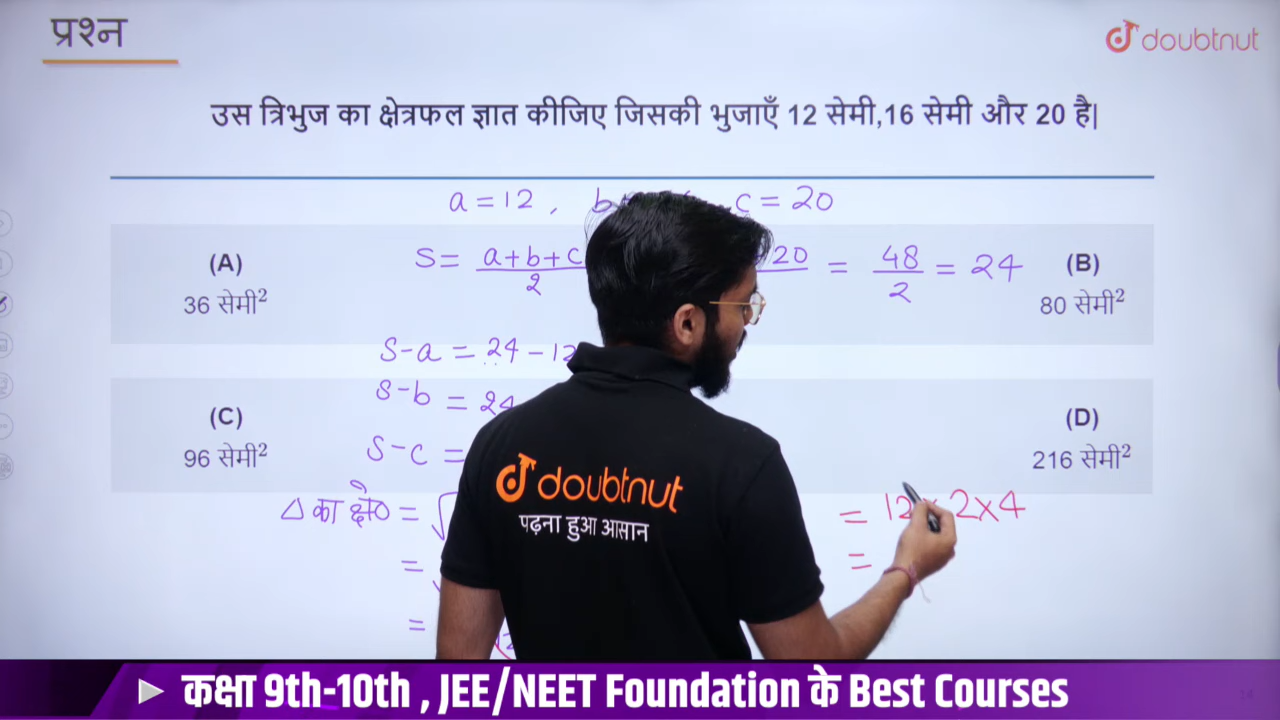 प्रश्न
doubtnut
उस त्रिभुज का क्षेत्रफल ज्ञात कीजिए जिसकी भुजाएँ 12 सेमी,16 सेमी और 20 है|
a = 12 , b c = 20
(A)
36 सेमी²
S = a+b+c / 2 20 = 48 / 2 = 24
(B)
80 सेमी²
S-a = 24 - 12
S-b = 24
(C)
96 सेमी²
S-c =
(D)
216 सेमी²
Δ का क्षे० = √
= 12 × 2 × 4
=
=
=
doubtnut
पढ़ना हुआ आसान
कक्षा 9th-10th , JEE/NEET Foundation के Best Courses